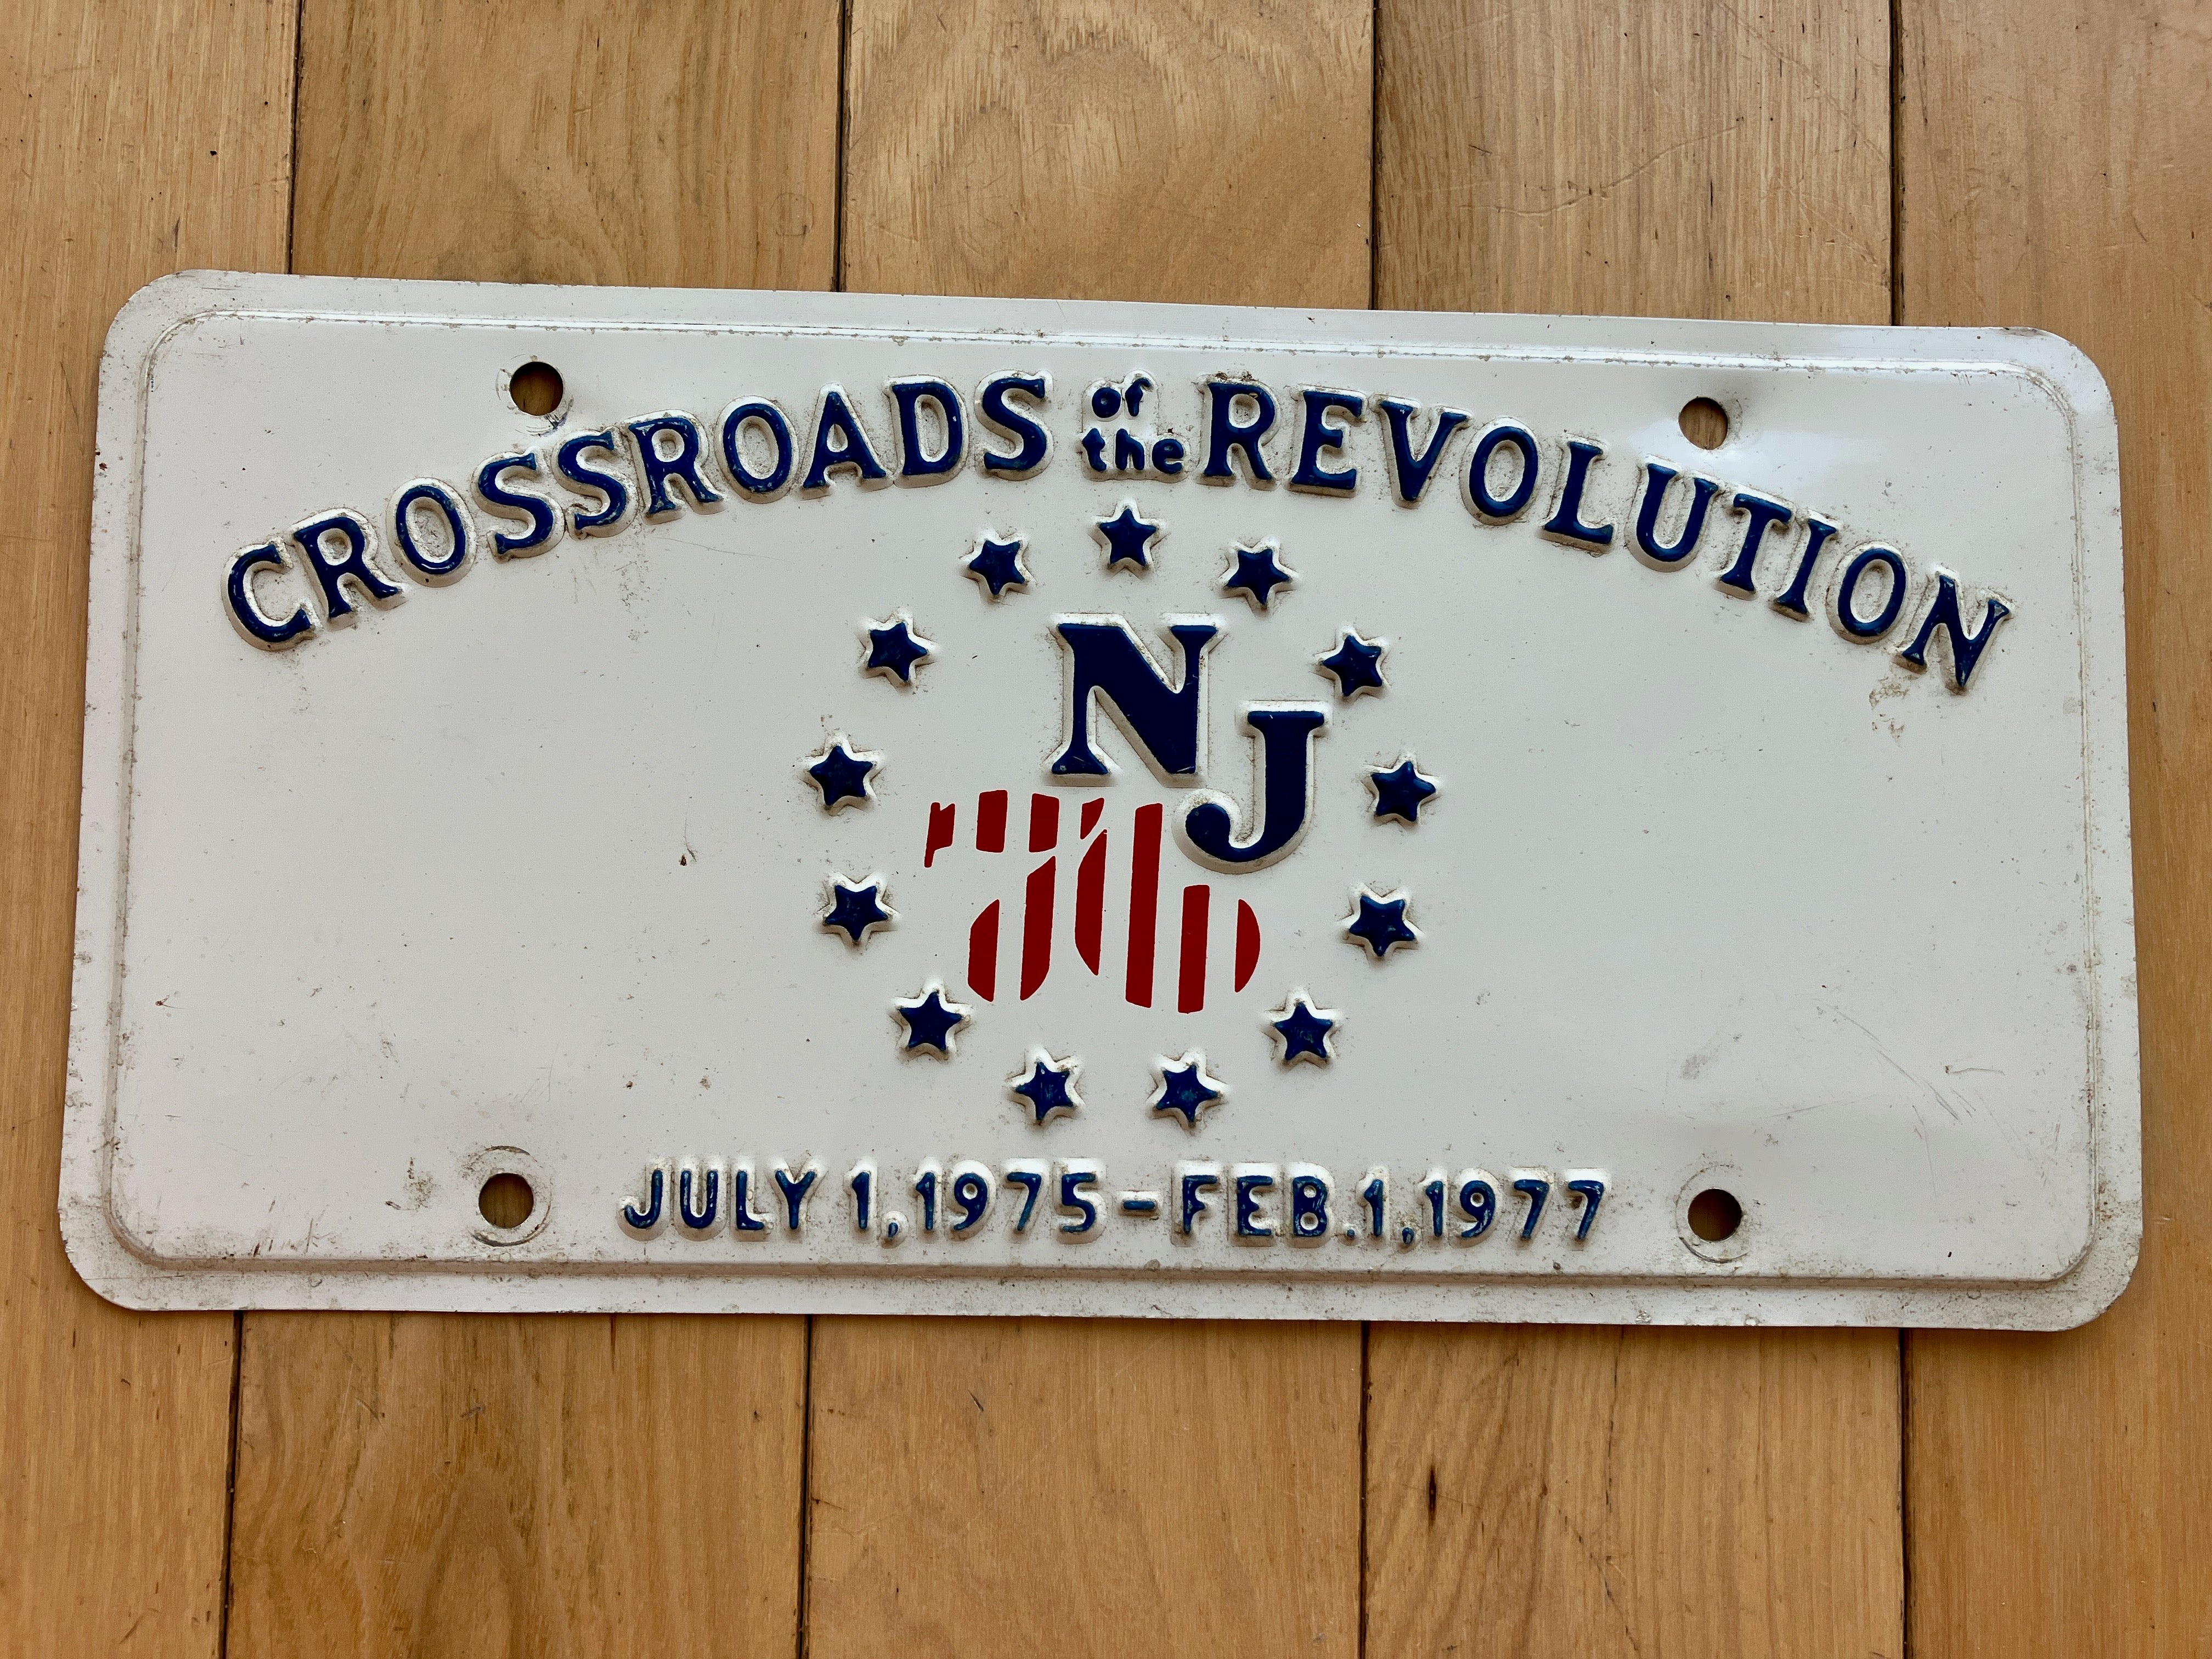 CROSSROADS of the REVOLUTION
NJ
76
JULY 1, 1975-FEB. 1, 1977